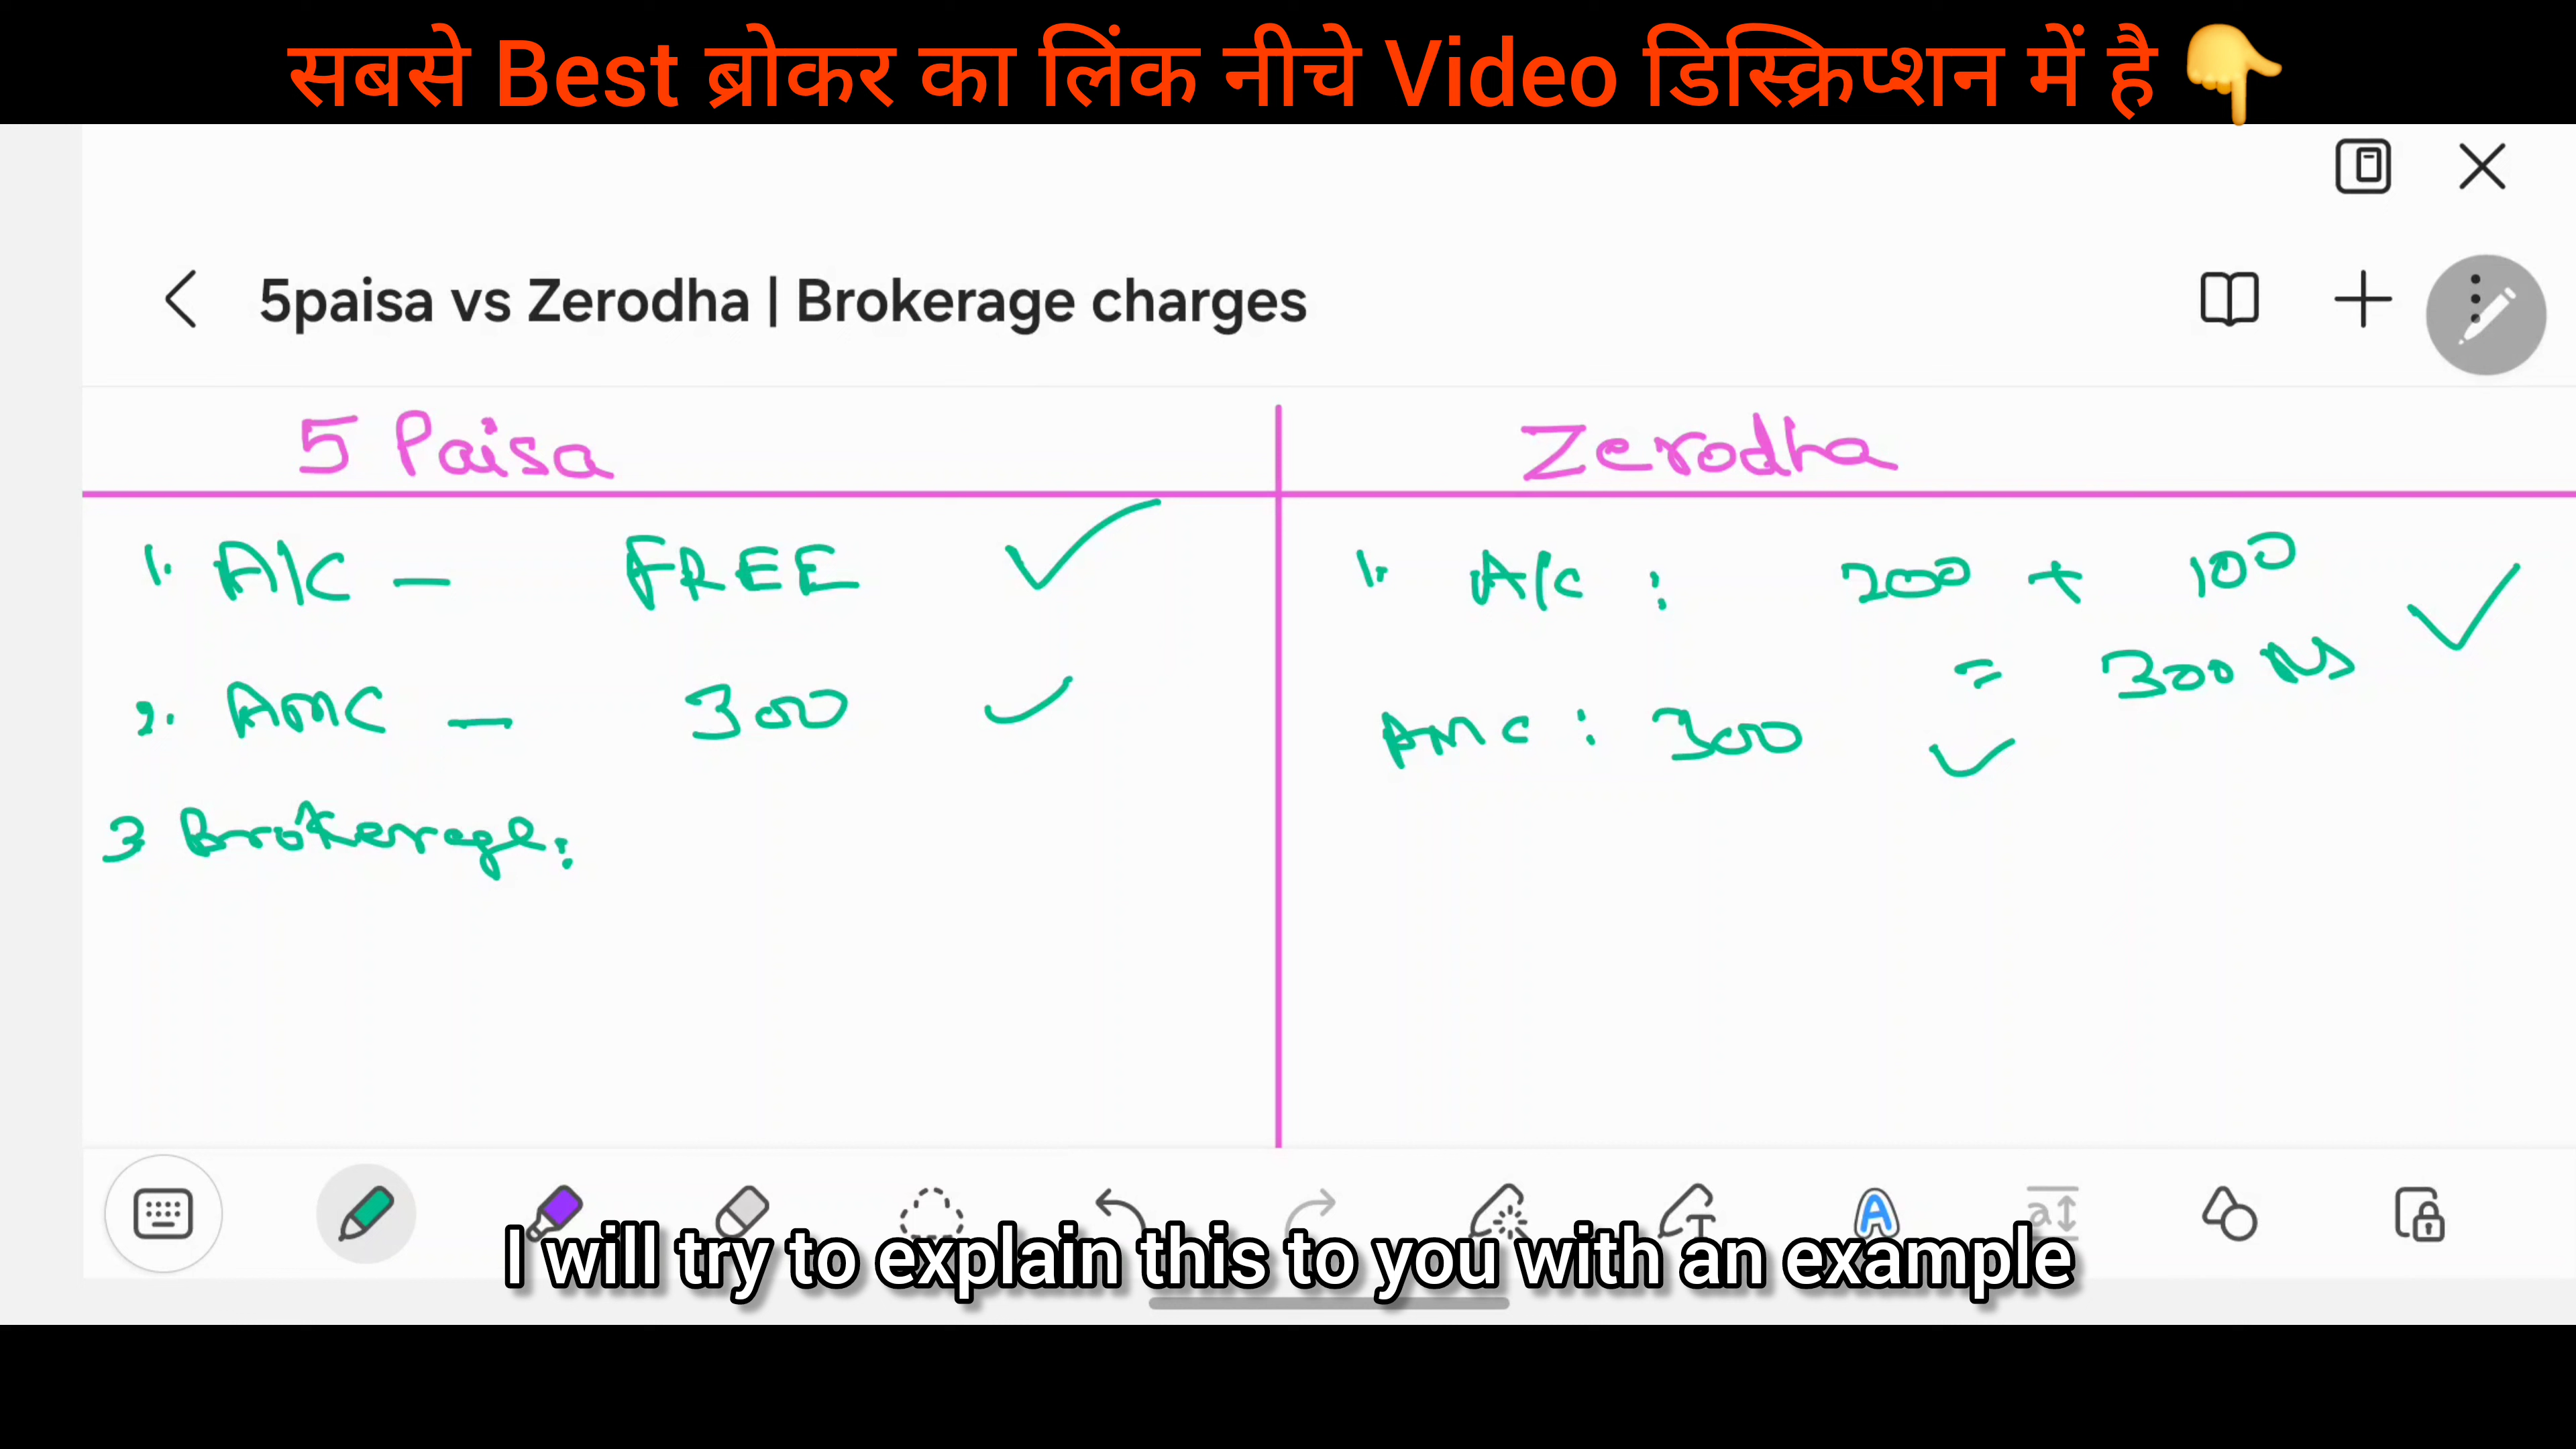 सबसे Best ब्रोकर का लिंक नीचे Video डिस्क्रिप्शन में है 👇
5paisa vs Zerodha | Brokerage charges
5 Paisa
Zerodha
1. A/C - FREE
1. A/C : 200 + 100
= 300 Rs
2. AMC - 300
AMC : 300
3 Brokerage:
I will try to explain this to you with an example